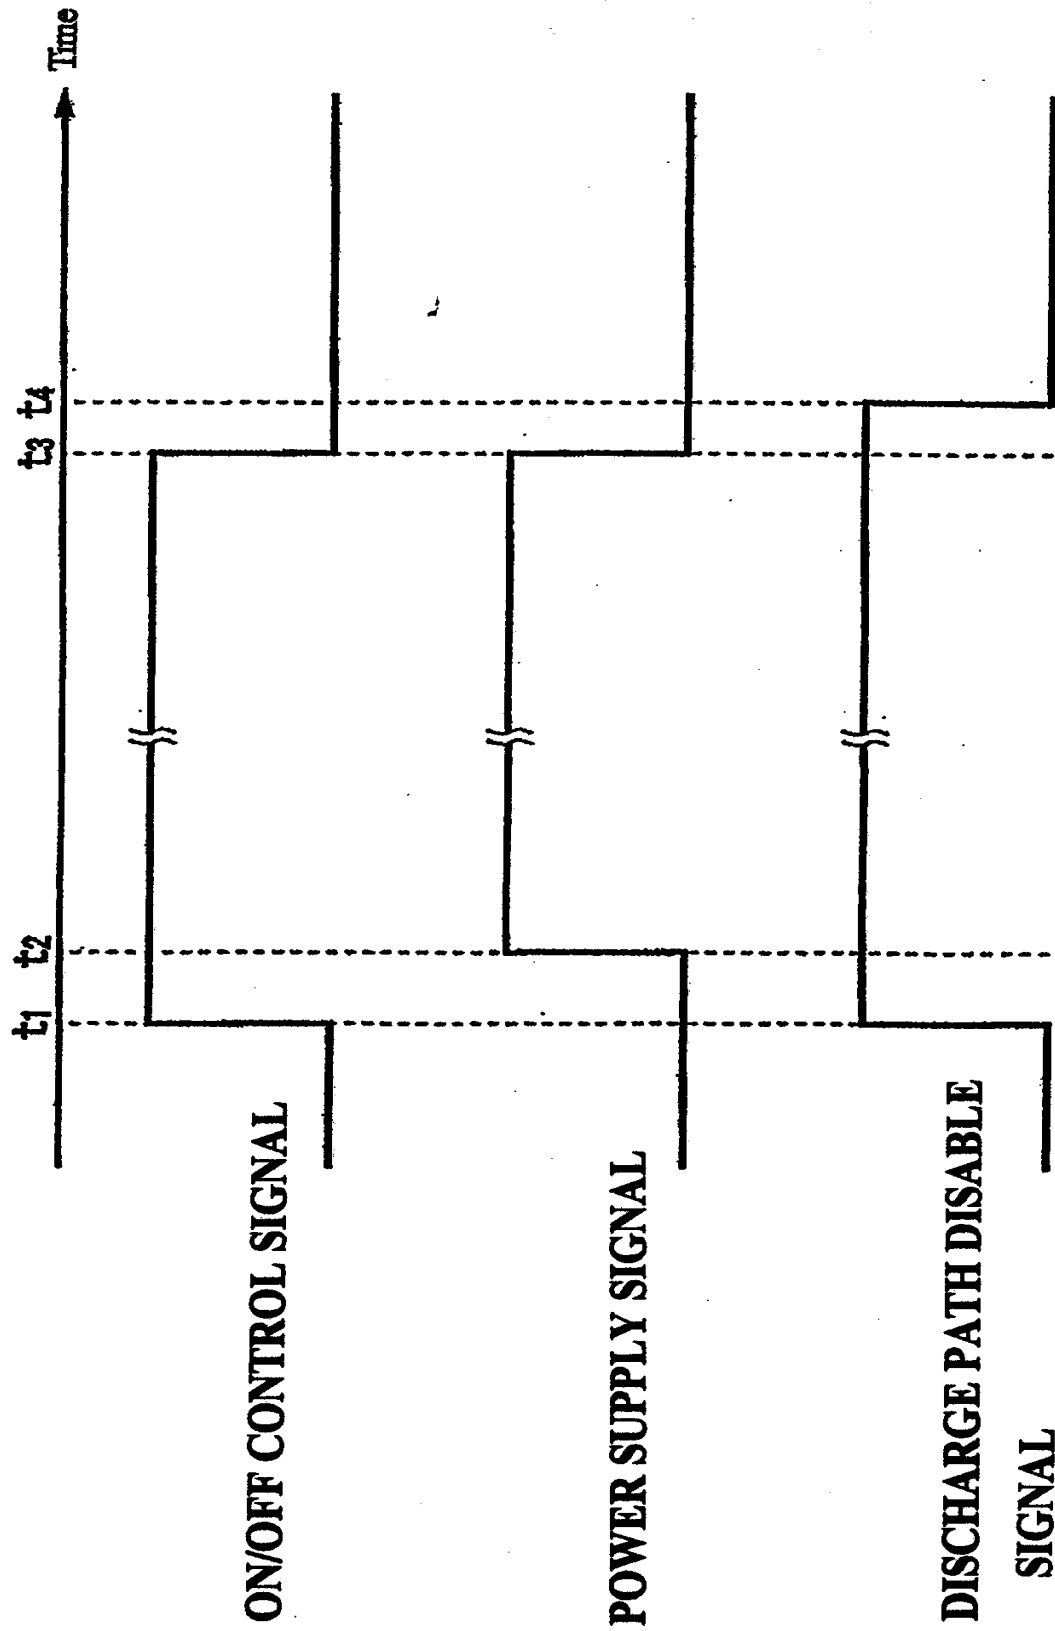 t1 t2 t3 t4 Time
ON/OFF CONTROL SIGNAL
POWER SUPPLY SIGNAL
DISCHARGE PATH DISABLE
SIGNAL